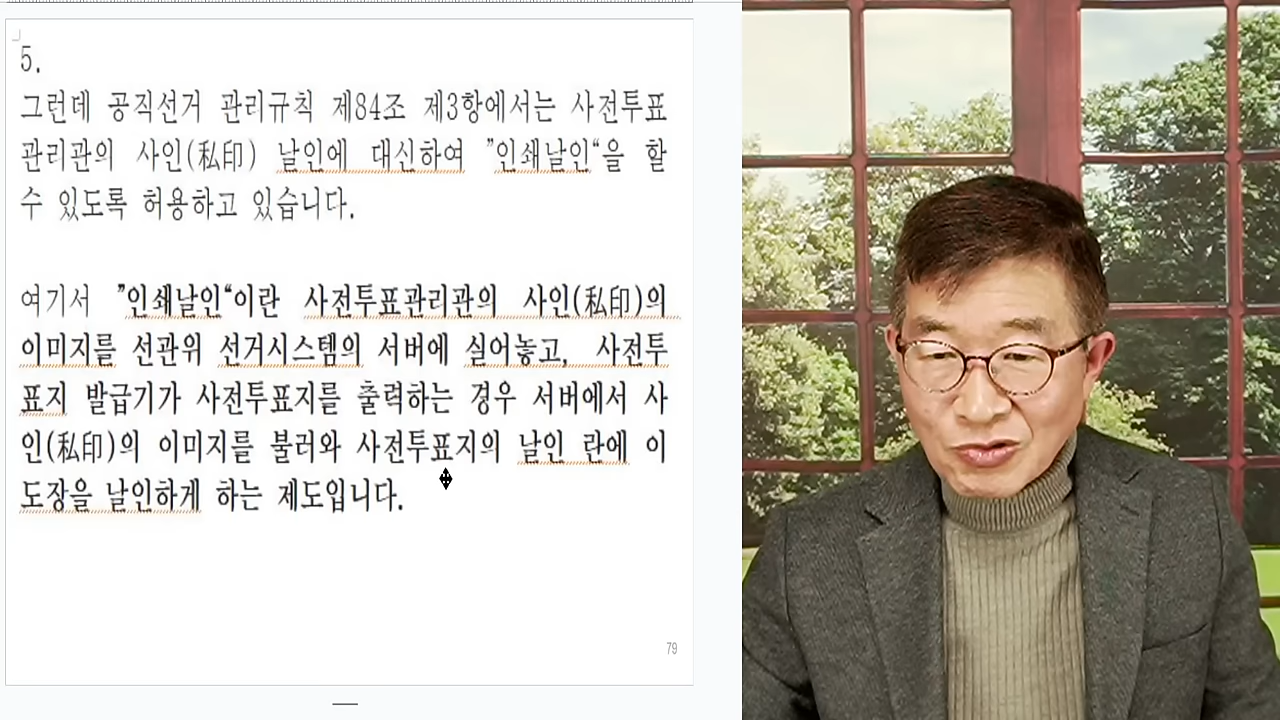 5.
그런데 공직선거 관리규칙 제84조 제3항에서는 사전투표
관리관의 사인(私印) 날인에 대신하여 ”인쇄날인“을 할
수 있도록 허용하고 있습니다.
여기서 ”인쇄날인“이란 사전투표관리관의 사인(私印)의
이미지를 선관위 선거시스템의 서버에 실어놓고, 사전투
표지 발급기가 사전투표지를 출력하는 경우 서버에서 사
인(私印)의 이미지를 불러와 사전투표지의 날인 란에 이
도장을 날인하게 하는 제도입니다.
79